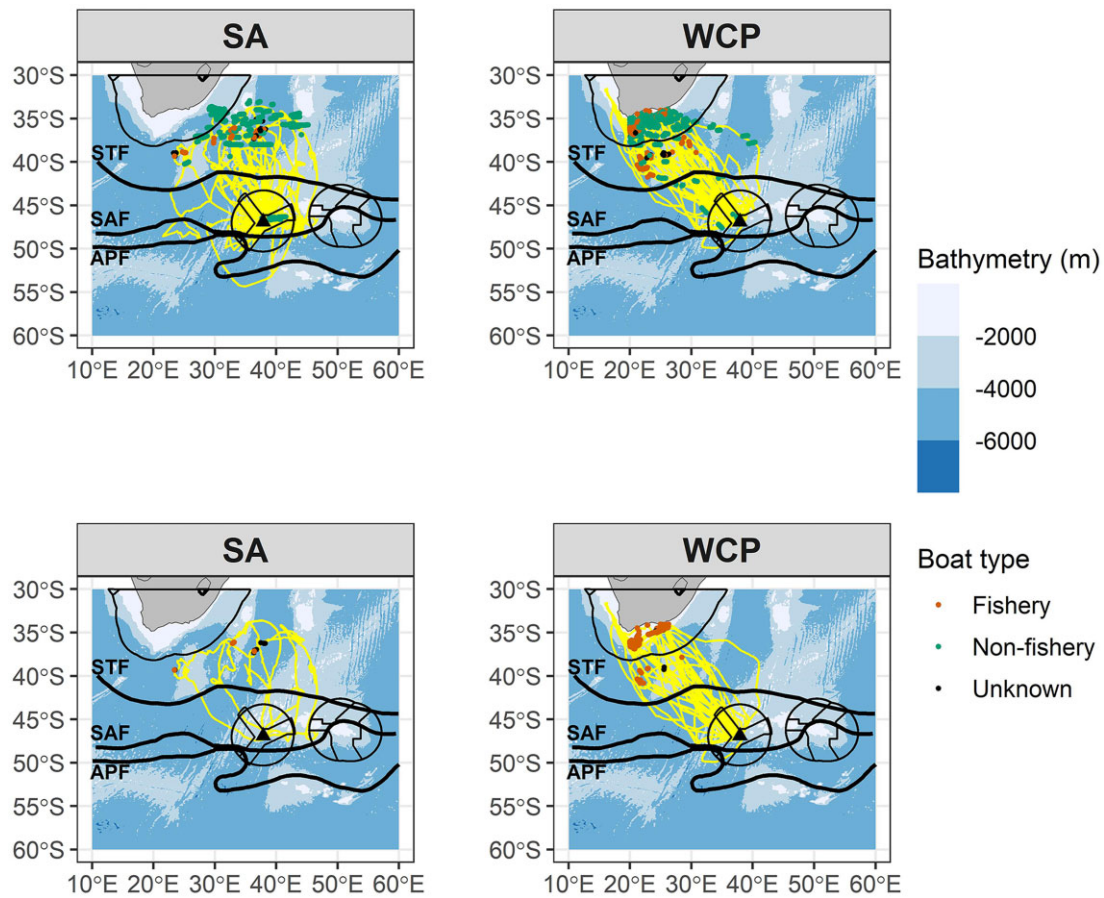 SA
WCP
30°S
35°S
40°S
45°S
50°S
55°S
60°S
STF
SAF
APF
10°E 20°E 30°E 40°E 50°E 60°E
30°S
35°S
40°S
45°S
50°S
55°S
60°S
STF
SAF
APF
10°E 20°E 30°E 40°E 50°E 60°E
Bathymetry (m)
-2000
-4000
-6000
SA
WCP
30°S
35°S
40°S
45°S
50°S
55°S
60°S
STF
SAF
APF
10°E 20°E 30°E 40°E 50°E 60°E
30°S
35°S
40°S
45°S
50°S
55°S
60°S
STF
SAF
APF
10°E 20°E 30°E 40°E 50°E 60°E
Boat type
Fishery
Non-fishery
Unknown